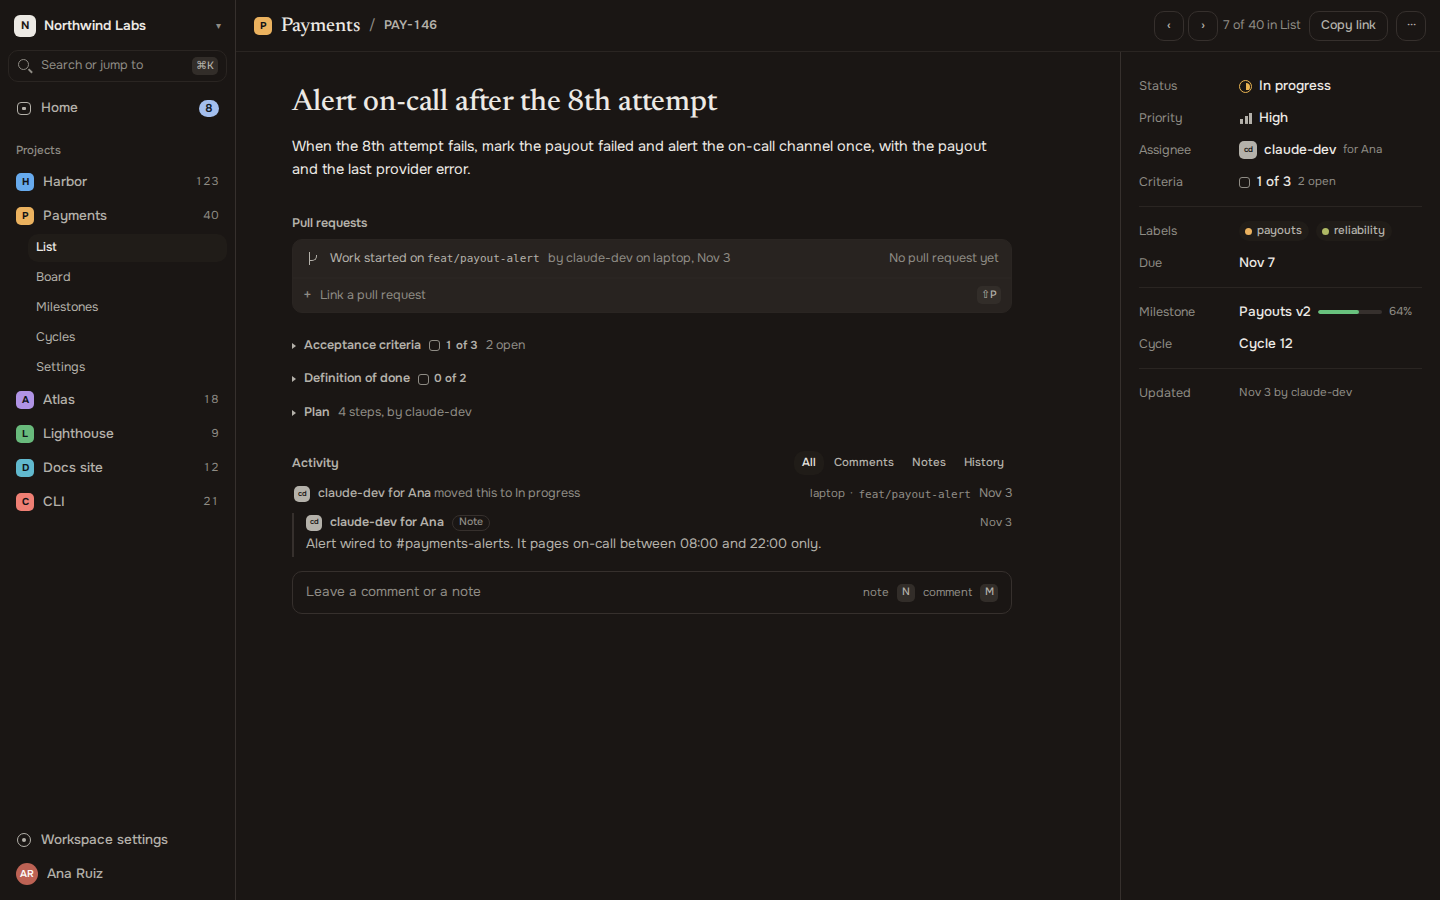 N Northwind Labs
Search or jump to ⌘K
Home 8
Projects
H Harbor 123
P Payments 40
List
Board
Milestones
Cycles
Settings
A Atlas 18
L Lighthouse 9
D Docs site 12
C CLI 21
Workspace settings
AR Ana Ruiz
P Payments / PAY-146
‹ › 7 of 40 in List Copy link ···
Alert on-call after the 8th attempt
When the 8th attempt fails, mark the payout failed and alert the on-call channel once, with the payout
and the last provider error.
Pull requests
Work started on feat/payout-alert by claude-dev on laptop, Nov 3 No pull request yet
+ Link a pull request ⇧P
Acceptance criteria 1 of 3 2 open
Definition of done 0 of 2
Plan 4 steps, by claude-dev
Activity All Comments Notes History
cd claude-dev for Ana moved this to In progress laptop · feat/payout-alert Nov 3
cd claude-dev for Ana Note Nov 3
Alert wired to #payments-alerts. It pages on-call between 08:00 and 22:00 only.
Leave a comment or a note note N comment M
Status In progress
Priority High
Assignee cd claude-dev for Ana
Criteria 1 of 3 2 open
Labels payouts reliability
Due Nov 7
Milestone Payouts v2 64%
Cycle Cycle 12
Updated Nov 3 by claude-dev